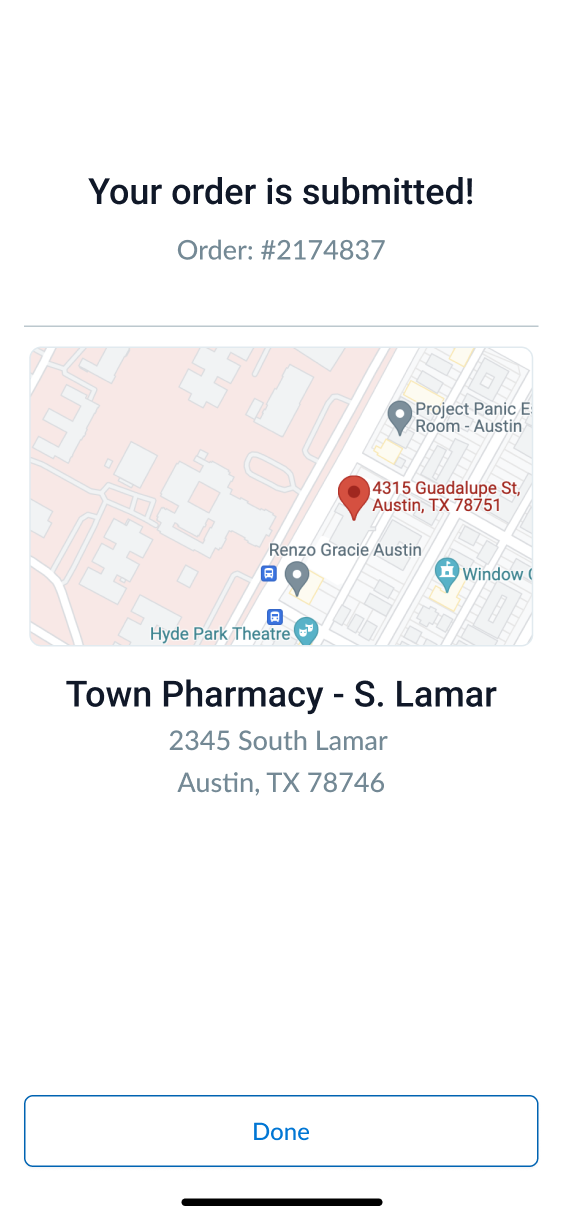 Your order is submitted!
Order: #2174837
Project Panic E
Room - Austin
4315 Guadalupe St,
Austin, TX 78751
Renzo Gracie Austin
Window
Hyde Park Theatre
Town Pharmacy - S. Lamar
2345 South Lamar
Austin, TX 78746
Done